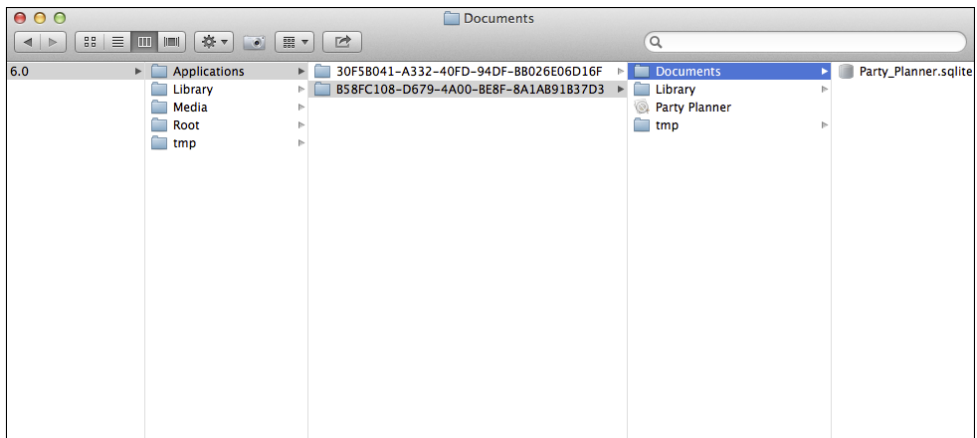 Documents
6.0
Applications
Library
Media
Root
tmp
30F5B041-A332-40FD-94DF-BB026E06D16F
B58FC108-D679-4A00-BE8F-8A1AB91B37D3
Documents
Library
Party Planner
tmp
Party_Planner.sqlite